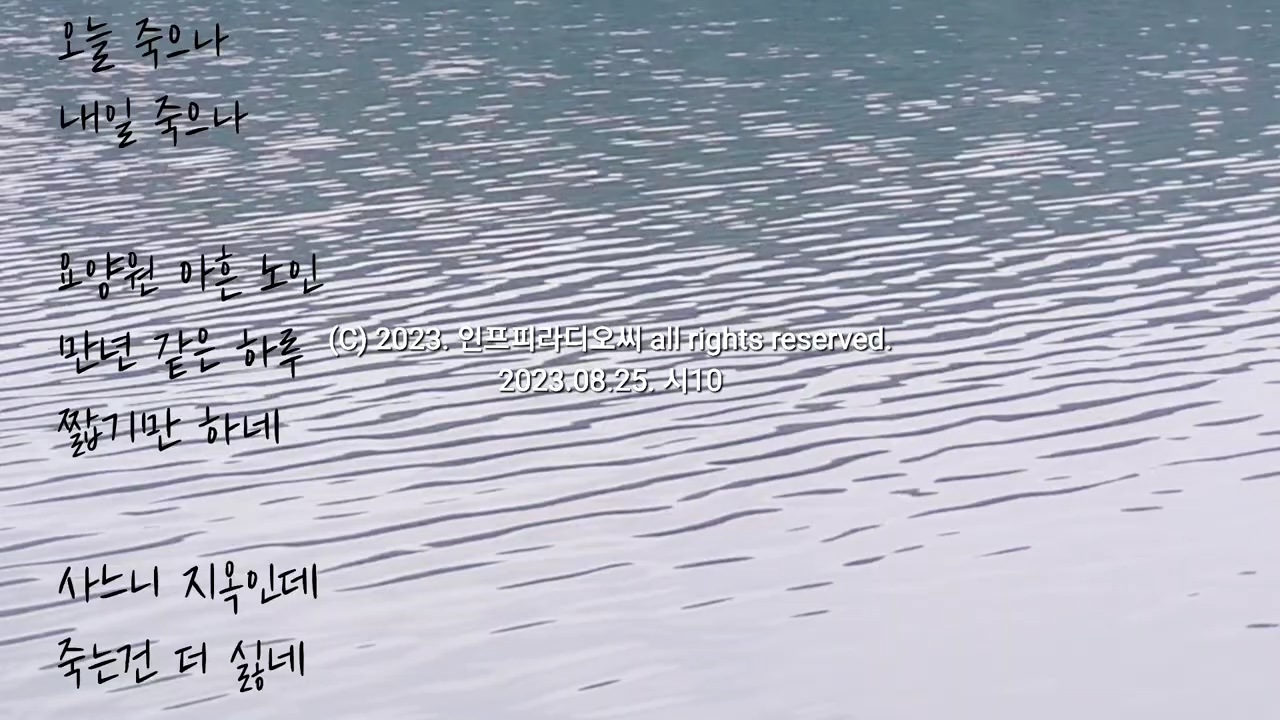 오늘 죽으나
내일 죽으나
요양원 아흔 노인
만년 같은 하루
짧기만 하네
사느니 지옥인데
죽는건 더 싫네
(C) 2023. 인프피라디오씨 all rights reserved.
2023.08.25. 시10